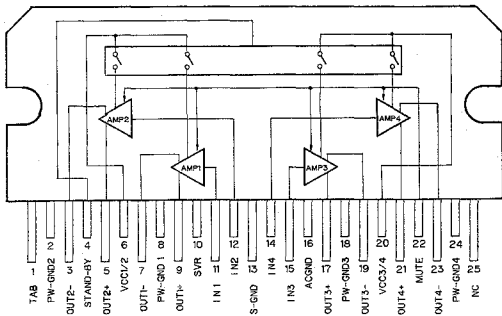 AMP2
AMP4
AMP1
AMP3
1 TAB
2 PW-GND2
3 OUT2-
4 STAND-BY
5 OUT2+
6 VCC1/2
7 OUT1-
8 PW-GND 1
9 OUT1+
10 SVR
11 IN 1
12 IN2
13 S-GND
14 IN4
15 IN3
16 ACGND
17 OUT3+
18 PW-GND3
19 OUT3-
20 VCC3/4
21 OUT4+
22 MUTE
23 OUT4-
24 PW-GND4
25 NC